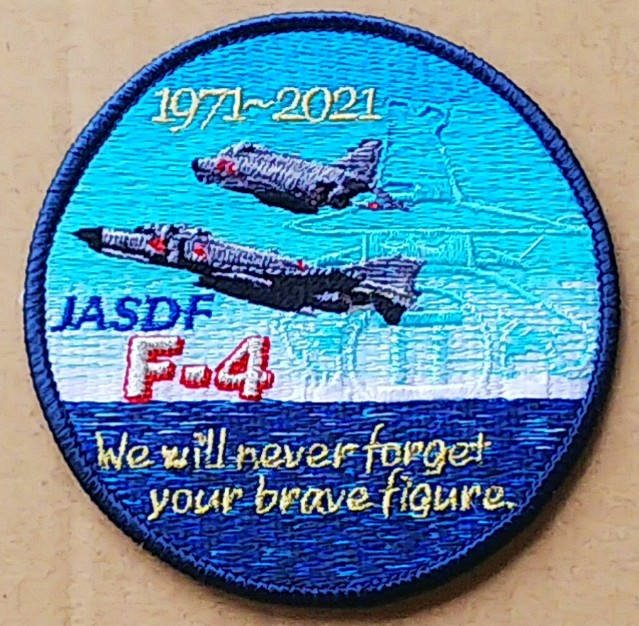 1971~2021
JASDF
F-4
We will never forget
your brave figure.